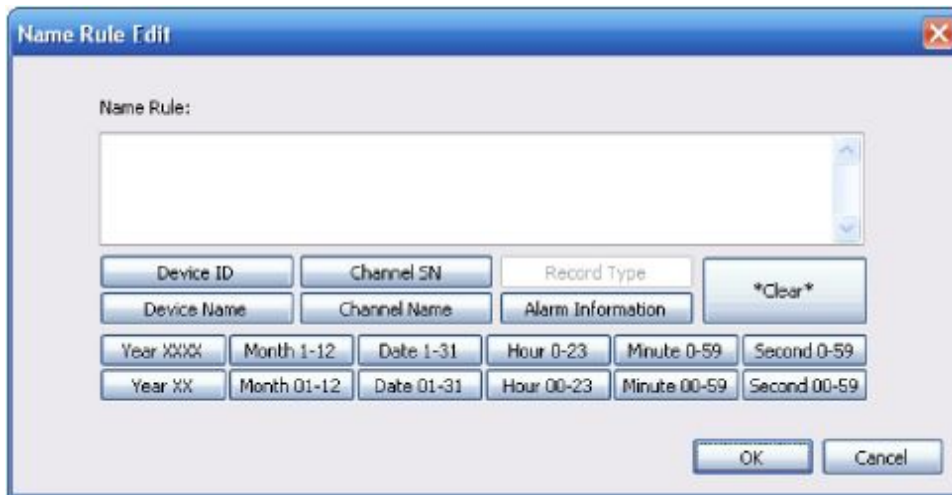 Name Rule Edit
Name Rule:
Device ID Channel SN Record Type *Clear*
Device Name Channel Name Alarm Information
Year XXXX Month 1-12 Date 1-31 Hour 0-23 Minute 0-59 Second 0-59
Year XX Month 01-12 Date 01-31 Hour 00-23 Minute 00-59 Second 00-59
OK Cancel